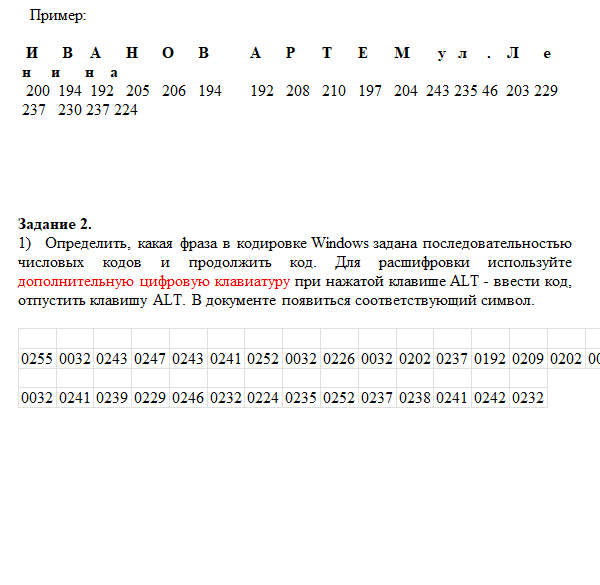 Пример:
И В А Н О В А Р Т Е М у л . Л е
н и н а
200 194 192 205 206 194 192 208 210 197 204 243 235 46 203 229
237 230 237 224
Задание 2.
1) Определить, какая фраза в кодировке Windows задана последовательностью
числовых кодов и продолжить код. Для расшифровки используйте
дополнительную цифровую клавиатуру при нажатой клавише ALT - ввести код,
отпустить клавишу ALT. В документе появиться соответствующий символ.
0255 0032 0243 0247 0243 0241 0252 0032 0226 0032 0202 0237 0192 0209 0202 00
0032 0241 0239 0229 0246 0232 0224 0235 0252 0237 0238 0241 0242 0232